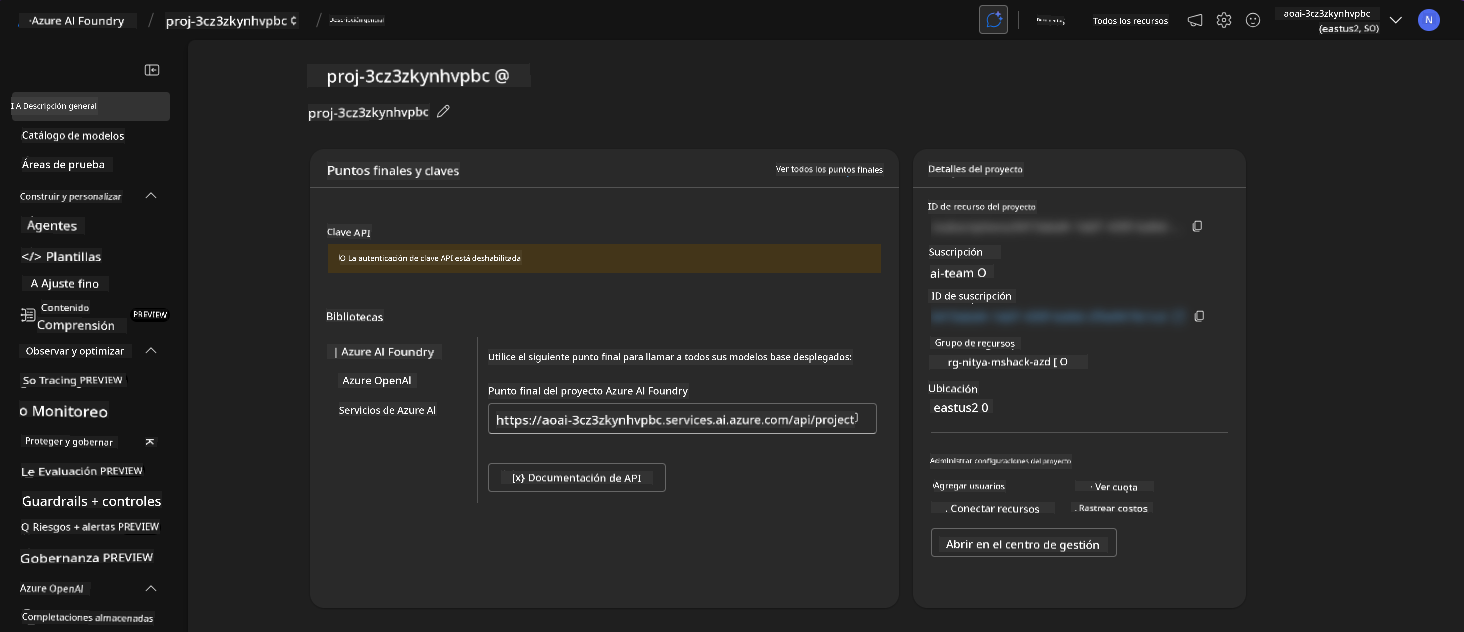 ·Azure AI Foundry / proj-3cz3zkynhvpbc / Descripción general
Todos los recursos
aoai-3cz3zkynhvpbc
(eastus2, SO)
N
I A Descripción general
Catálogo de modelos
Áreas de prueba
Construir y personalizar
Agentes
</> Plantillas
A Ajuste fino
Contenido
Comprensión PREVIEW
Observar y optimizar
So Tracing PREVIEW
o Monitoreo
Proteger y gobernar
Le Evaluación PREVIEW
Guardrails + controles
Q Riesgos + alertas PREVIEW
Gobernanza PREVIEW
Azure OpenAI
Completaciones almacenadas
proj-3cz3zkynhvpbc @
proj-3cz3zkynhvpbc
Puntos finales y claves
Ver todos los puntos finales
Clave API
!O La autenticación de clave API está deshabilitada
Bibliotecas
| Azure AI Foundry
Azure OpenAI
Servicios de Azure AI
Utilice el siguiente punto final para llamar a todos sus modelos base desplegados:
Punto final del proyecto Azure AI Foundry
https://aoai-3cz3zkynhvpbc.services.ai.azure.com/api/project
[x} Documentación de API
Detalles del proyecto
ID de recurso del proyecto
Suscripción
ai-team O
ID de suscripción
Grupo de recursos
rg-nitya-mshack-azd [ O
Ubicación
eastus2 0
Administrar configuraciones del proyecto
Agregar usuarios
· Ver cuota
. Conectar recursos
. Rastrear costos
Abrir en el centro de gestión